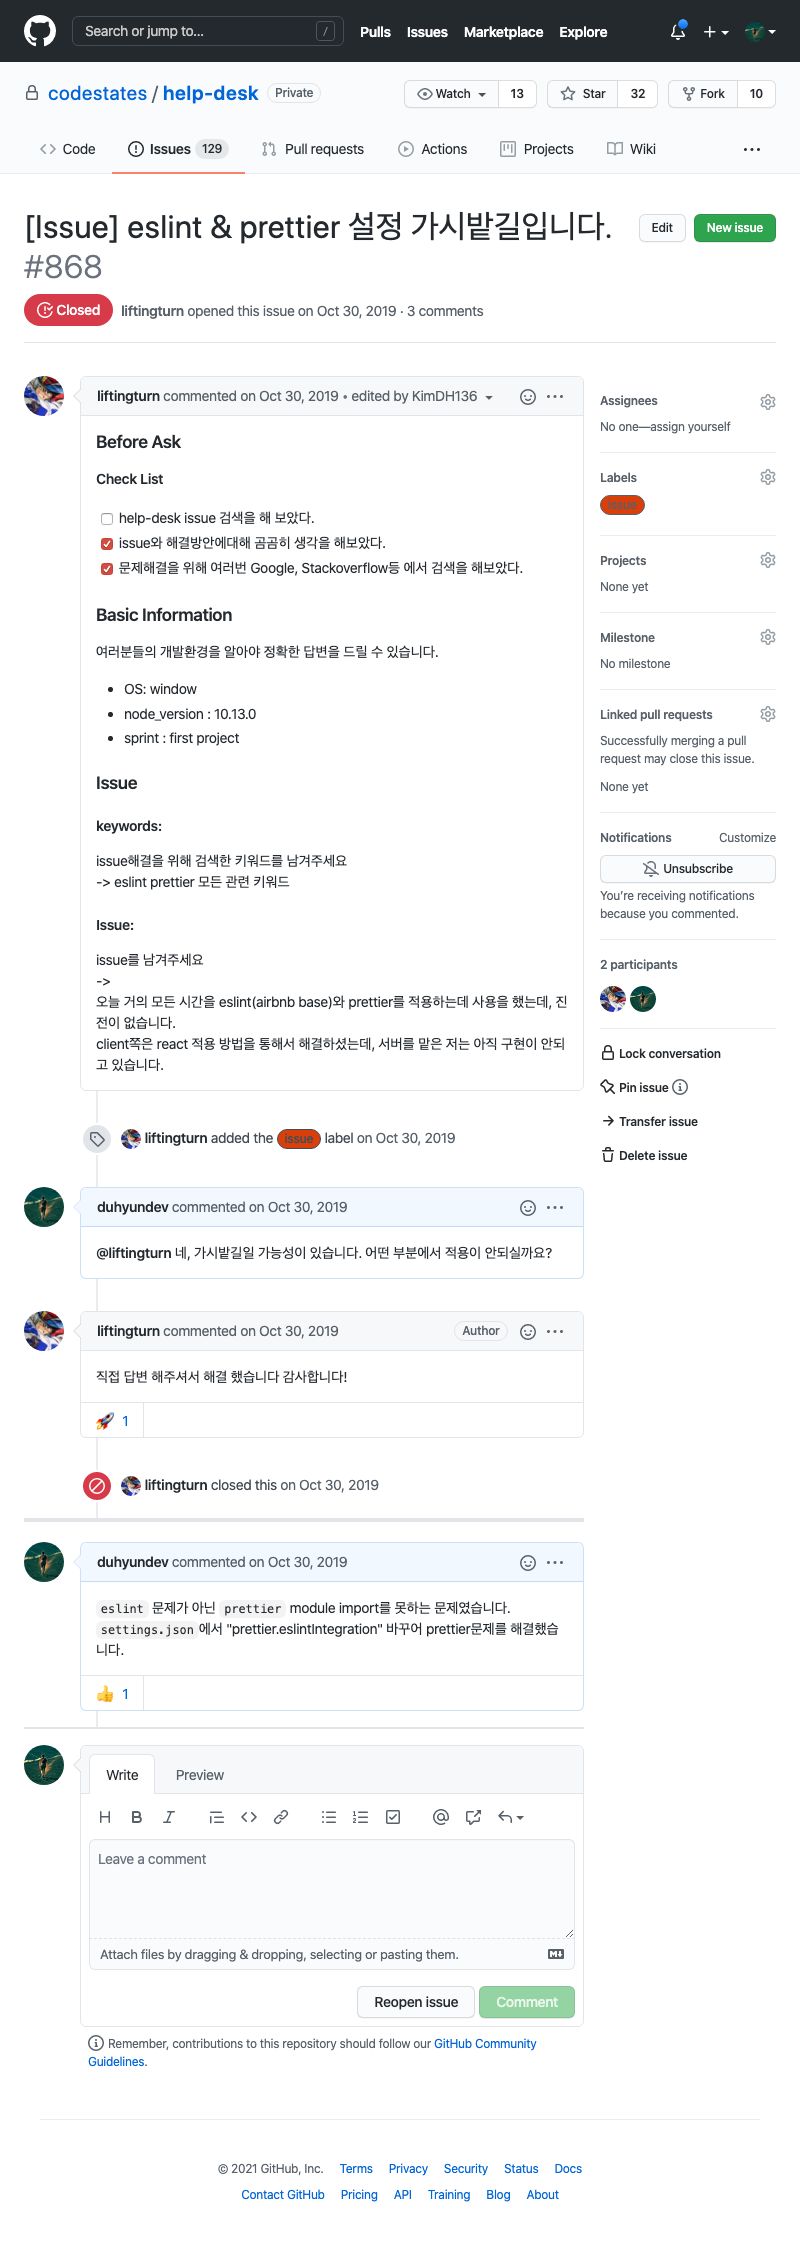 Search or jump to...
/
Pulls
Issues
Marketplace
Explore
codestates / help-desk
Private
Watch
13
Star
32
Fork
10
Code
Issues 129
Pull requests
Actions
Projects
Wiki
[Issue] eslint & prettier 설정 가시밭길입니다.
#868
Edit
New issue
Closed
liftingturn opened this issue on Oct 30, 2019 · 3 comments
liftingturn commented on Oct 30, 2019 • edited by KimDH136
Before Ask
Check List
help-desk issue 검색을 해 보았다.
issue와 해결방안에대해 곰곰히 생각을 해보았다.
문제해결을 위해 여러번 Google, Stackoverflow등 에서 검색을 해보았다.
Basic Information
여러분들의 개발환경을 알아야 정확한 답변을 드릴 수 있습니다.
OS: window
node_version : 10.13.0
sprint : first project
Issue
keywords:
issue해결을 위해 검색한 키워드를 남겨주세요
-> eslint prettier 모든 관련 키워드
Issue:
issue를 남겨주세요
->
오늘 거의 모든 시간을 eslint(airbnb base)와 prettier를 적용하는데 사용을 했는데, 진
전이 없습니다.
client쪽은 react 적용 방법을 통해서 해결하셨는데, 서버를 맡은 저는 아직 구현이 안되
고 있습니다.
liftingturn added the issue label on Oct 30, 2019
duhyundev commented on Oct 30, 2019
@liftingturn 네, 가시밭길일 가능성이 있습니다. 어떤 부분에서 적용이 안되실까요?
liftingturn commented on Oct 30, 2019
Author
직접 답변 해주셔서 해결 했습니다 감사합니다!
🚀 1
liftingturn closed this on Oct 30, 2019
duhyundev commented on Oct 30, 2019
eslint 문제가 아닌 prettier module import를 못하는 문제였습니다.
settings.json 에서 "prettier.eslintIntegration" 바꾸어 prettier문제를 해결했습
니다.
👍 1
Write
Preview
Leave a comment
Attach files by dragging & dropping, selecting or pasting them.
Reopen issue
Comment
Remember, contributions to this repository should follow our GitHub Community
Guidelines.
Assignees
No one—assign yourself
Labels
issue
Projects
None yet
Milestone
No milestone
Linked pull requests
Successfully merging a pull
request may close this issue.
None yet
Notifications
Customize
Unsubscribe
You're receiving notifications
because you commented.
2 participants
Lock conversation
Pin issue
Transfer issue
Delete issue
© 2021 GitHub, Inc.
Terms
Privacy
Security
Status
Docs
Contact GitHub
Pricing
API
Training
Blog
About